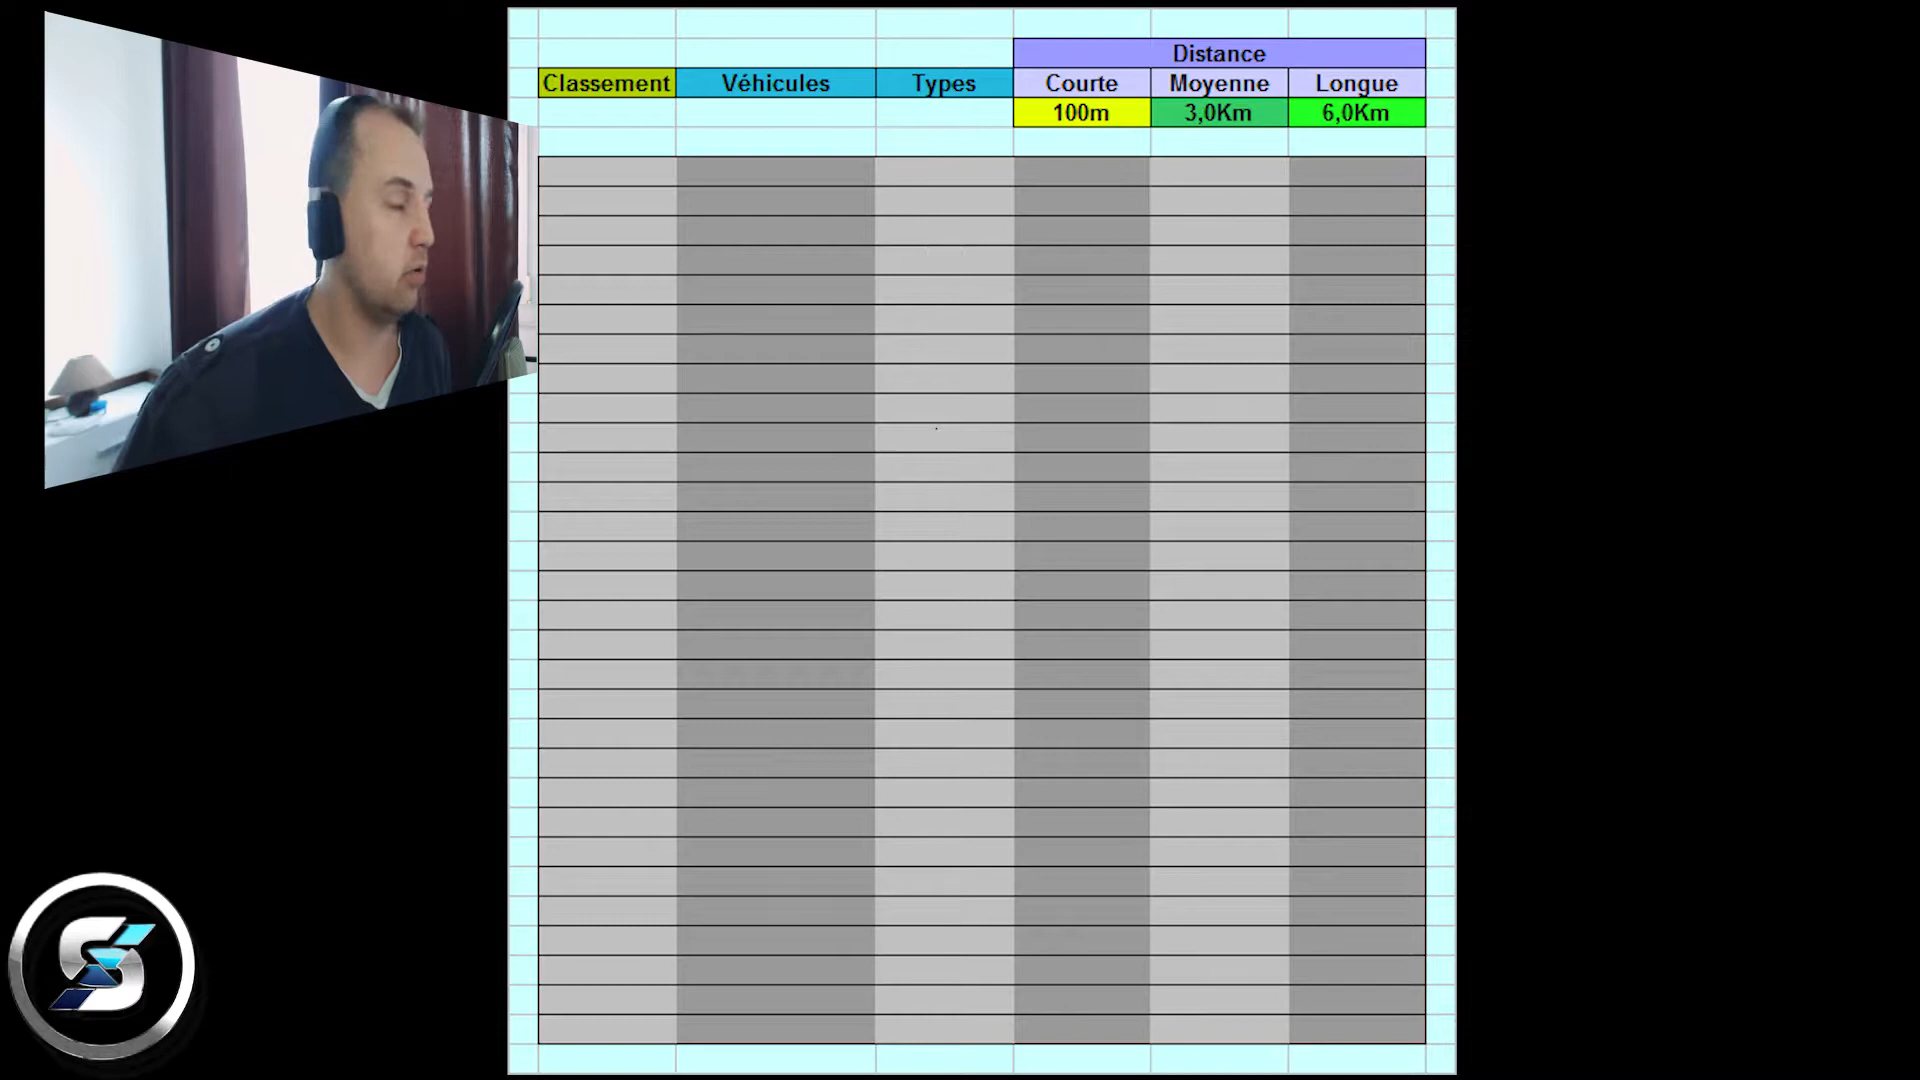 Distance
Classement Véhicules Types Courte Moyenne Longue
100m 3,0Km 6,0Km